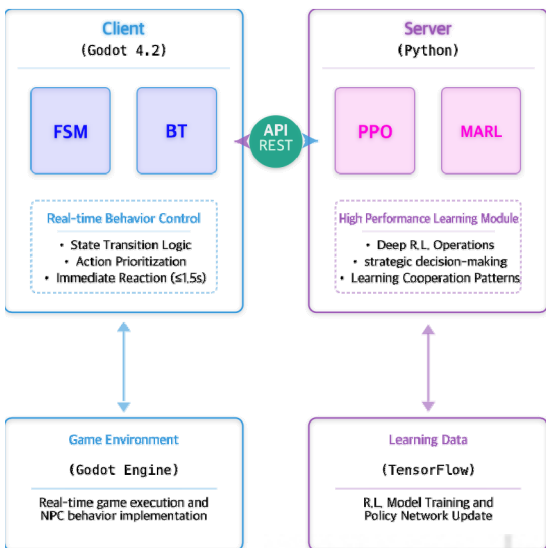 Client
(Godot 4.2)
FSM
BT
Real-time Behavior Control
• State Transition Logic
• Action Prioritization
• Immediate Reaction (≤1,5s)
API
REST
Server
(Python)
PPO
MARL
High Performance Learning Module
• Deep R,L, Operations
• strategic decision-making
• Learning Cooperation Patterns
Game Environment
(Godot Engine)
Real-time game execution and
NPC behavior implementation
Learning Data
(TensorFlow)
R,L, Model Training and
Policy Network Update